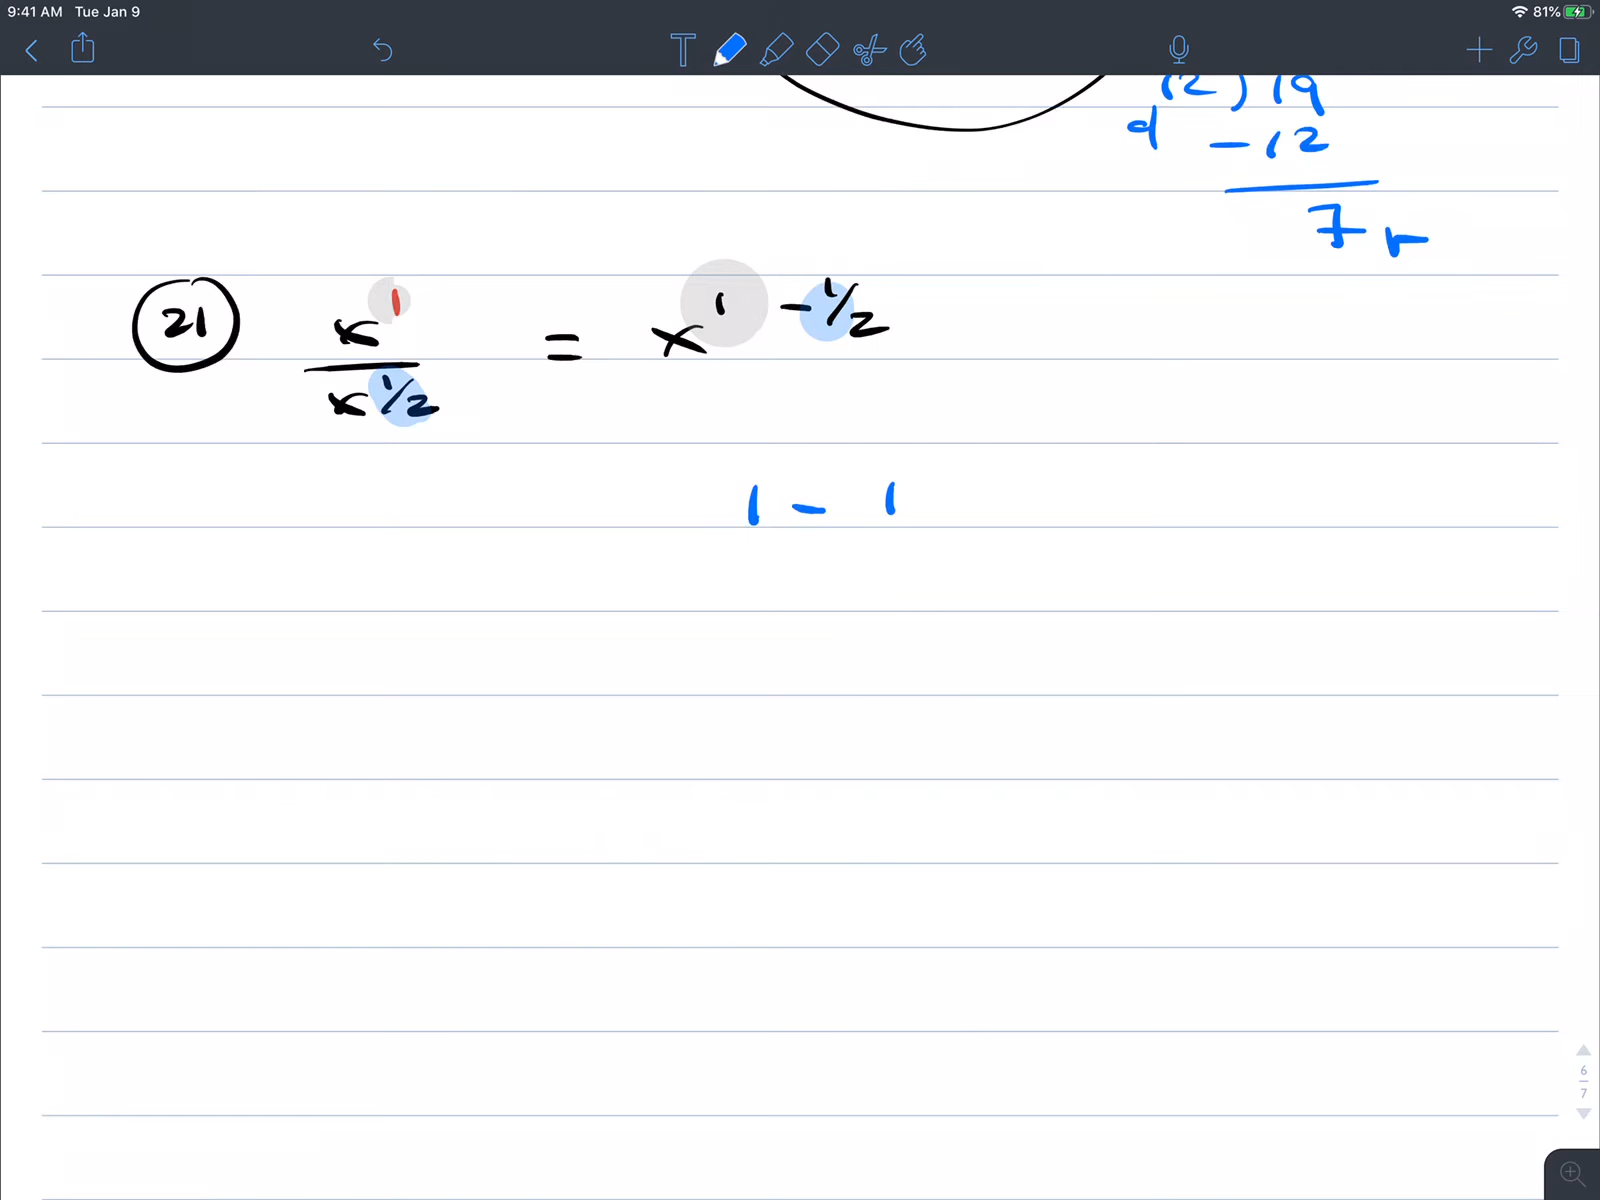 9:41 AM Tue Jan 9 81%
T
12 ) 19
d - 12
7 r
21 x^1 / x^1/2 = x^1 - 1/2
1 - 1
6
7